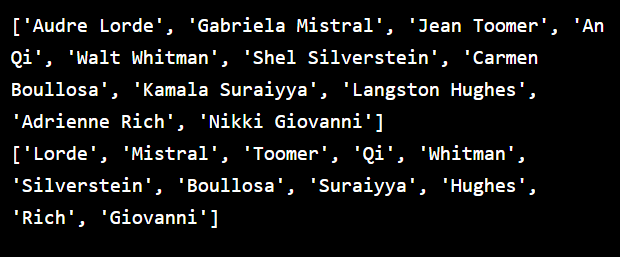 ['Audre Lorde', 'Gabriela Mistral', 'Jean Toomer', 'An
Qi', 'Walt Whitman', 'Shel Silverstein', 'Carmen
Boullosa', 'Kamala Suraiyya', 'Langston Hughes',
'Adrienne Rich', 'Nikki Giovanni']
['Lorde', 'Mistral', 'Toomer', 'Qi', 'Whitman',
'Silverstein', 'Boullosa', 'Suraiyya', 'Hughes',
'Rich', 'Giovanni']